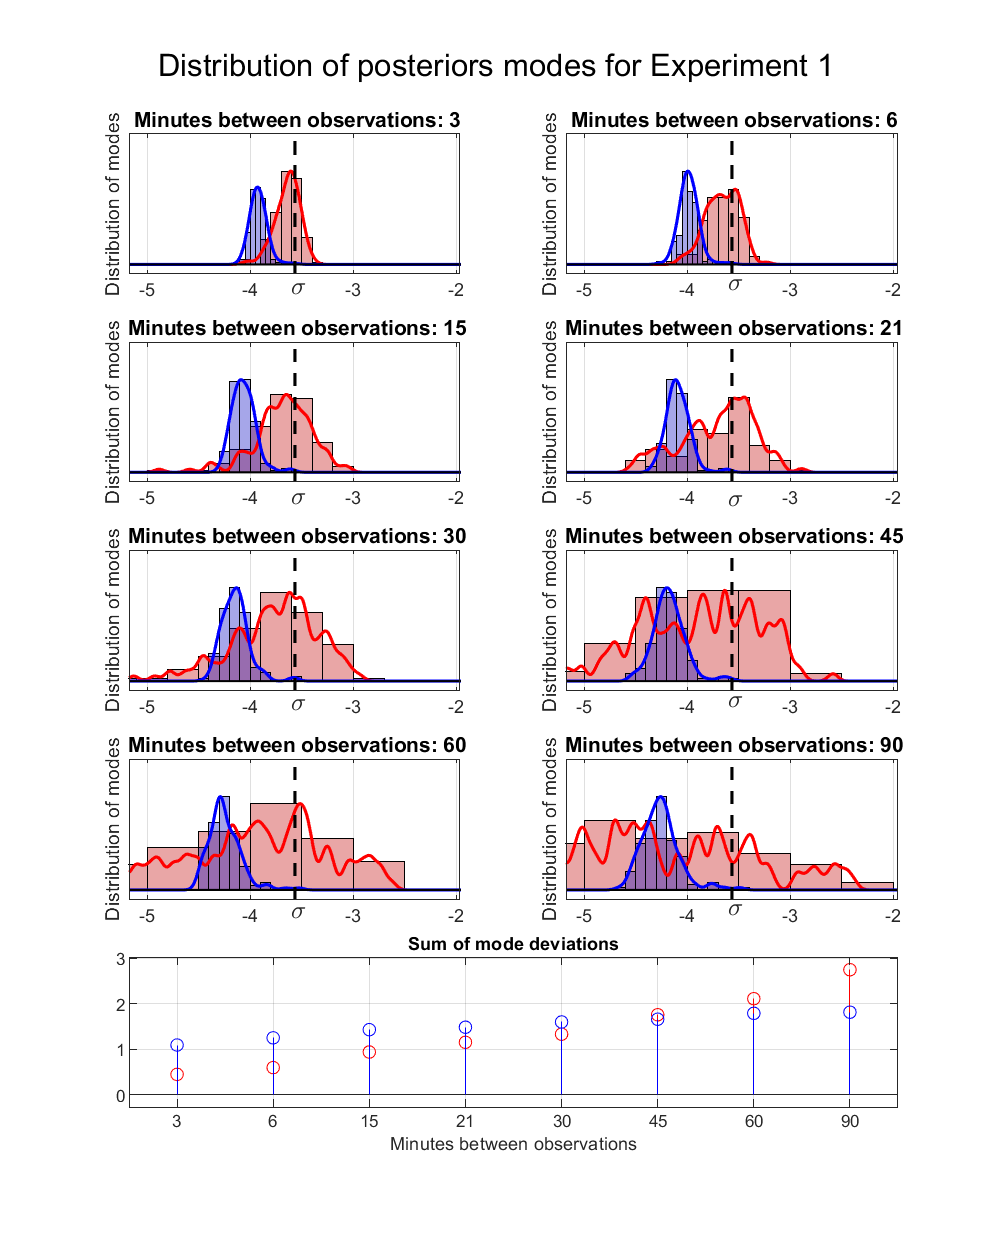 Distribution of posteriors modes for Experiment 1
Minutes between observations: 3
Distribution of modes
-5 -4 σ -3 -2
Minutes between observations: 6
Distribution of modes
-5 -4 σ -3 -2
Minutes between observations: 15
Distribution of modes
-5 -4 σ -3 -2
Minutes between observations: 21
Distribution of modes
-5 -4 σ -3 -2
Minutes between observations: 30
Distribution of modes
-5 -4 σ -3 -2
Minutes between observations: 45
Distribution of modes
-5 -4 σ -3 -2
Minutes between observations: 60
Distribution of modes
-5 -4 σ -3 -2
Minutes between observations: 90
Distribution of modes
-5 -4 σ -3 -2
Sum of mode deviations
3
2
1
0
3 6 15 21 30 45 60 90
Minutes between observations